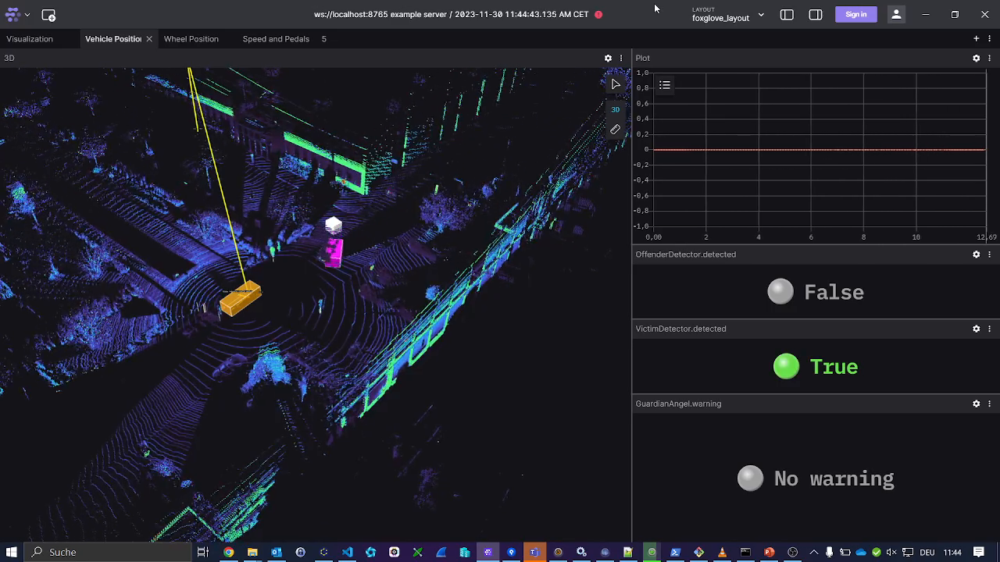 ws://localhost:8765 example server / 2023-11-30 11:44:43.136 AM CET
LAYOUT
foxglove_layout
Sign in
Visualization
Vehicle Position
Wheel Position
Speed and Pedals
5
3D
Plot
3D
1,0
0,8
0,6
0,4
0,2
0
-0,2
-0,4
-0,6
-0,8
-1,0
0,00 2 4 6 8 10 12,69
OffenderDetector.detected
False
VictimDetector.detected
True
GuardianAngel.warning
No warning
Suche
DEU
11:44